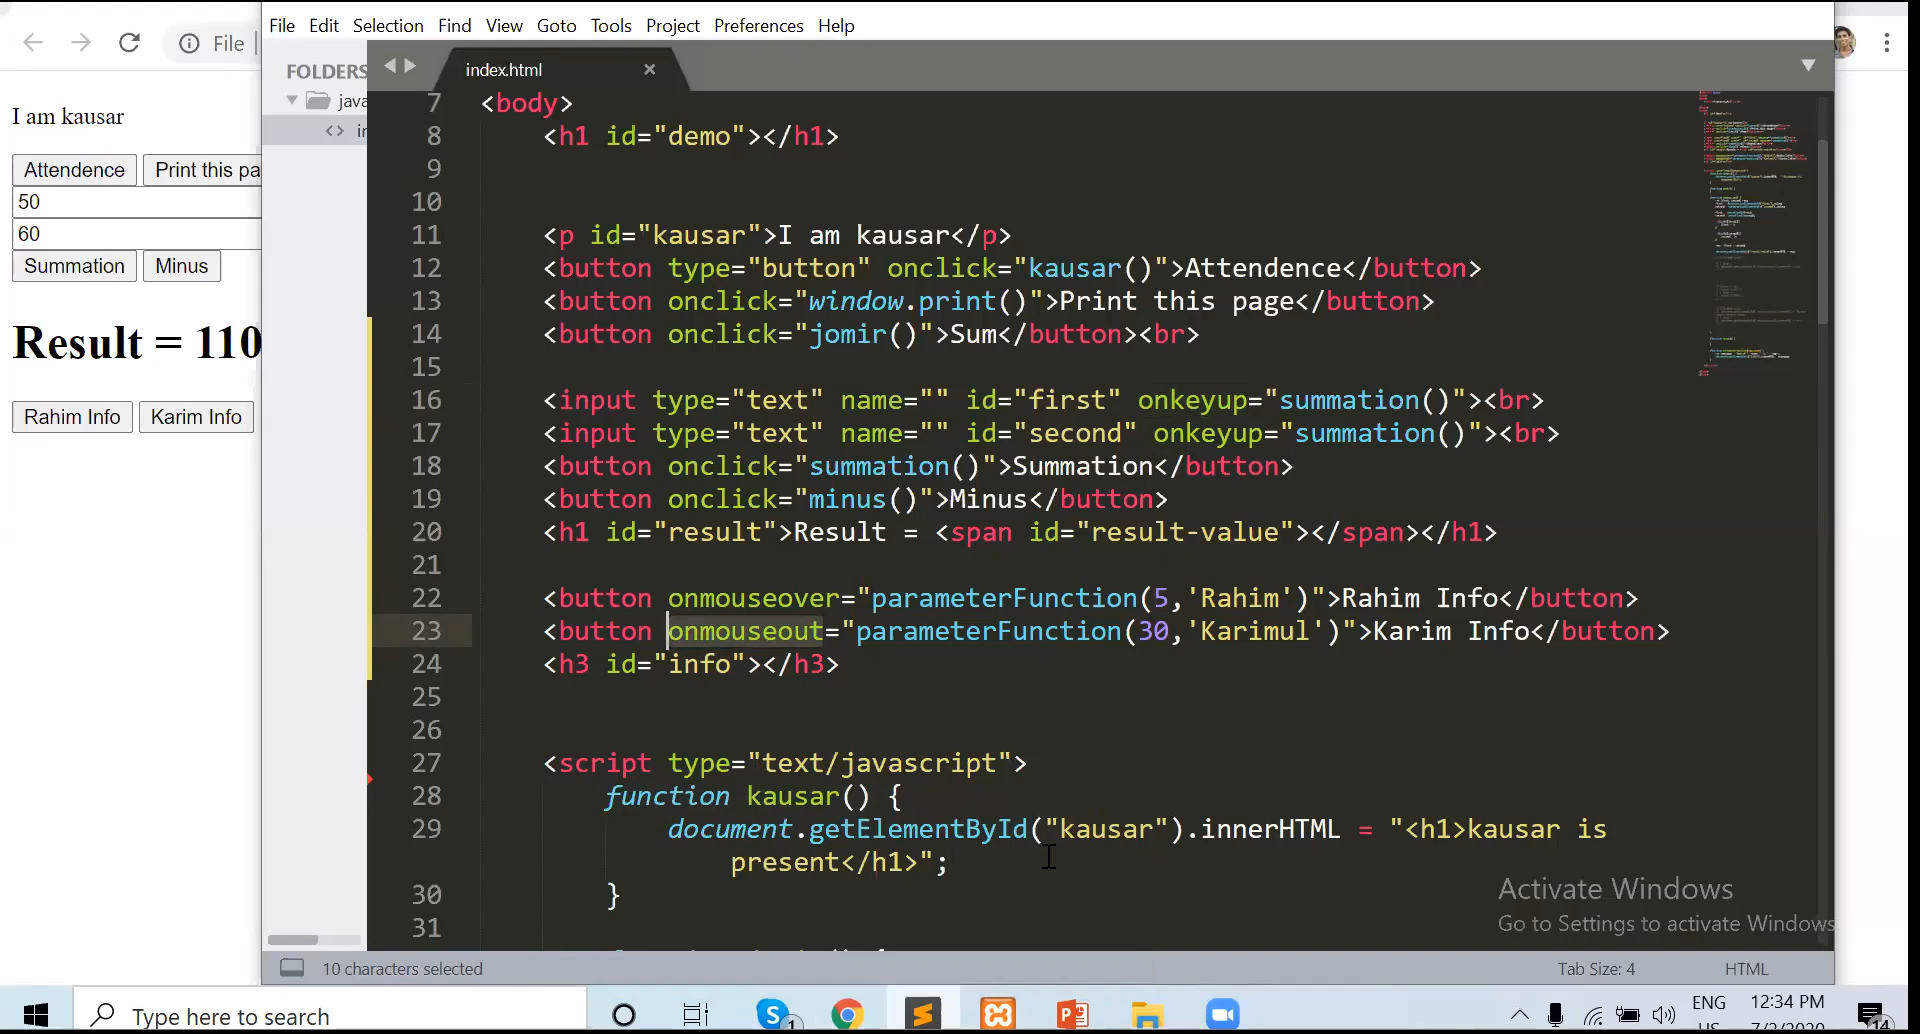 File Edit Selection Find View Goto Tools Project Preferences Help
File
FOLDERS
index.html
I am kausar
Attendence Print this pa
50
60
Summation Minus
Result = 110
Rahim Info Karim Info
7 <body>
8 <h1 id="demo"></h1>
9
10
11 <p id="kausar">I am kausar</p>
12 <button type="button" onclick="kausar()">Attendence</button>
13 <button onclick="window.print()">Print this page</button>
14 <button onclick="jomir()">Sum</button><br>
15
16 <input type="text" name="" id="first" onkeyup="summation()"><br>
17 <input type="text" name="" id="second" onkeyup="summation()"><br>
18 <button onclick="summation()">Summation</button>
19 <button onclick="minus()">Minus</button>
20 <h1 id="result">Result = <span id="result-value"></span></h1>
21
22 <button onmouseover="parameterFunction(5,'Rahim')">Rahim Info</button>
23 <button onmouseout="parameterFunction(30,'Karimul')">Karim Info</button>
24 <h3 id="info"></h3>
25
26
27 <script type="text/javascript">
28 function kausar() {
29 document.getElementById("kausar").innerHTML = "<h1>kausar is
present</h1>";
30 }
31
Activate Windows
Go to Settings to activate Windows
10 characters selected Tab Size: 4 HTML
Type here to search
ENG 12:34 PM